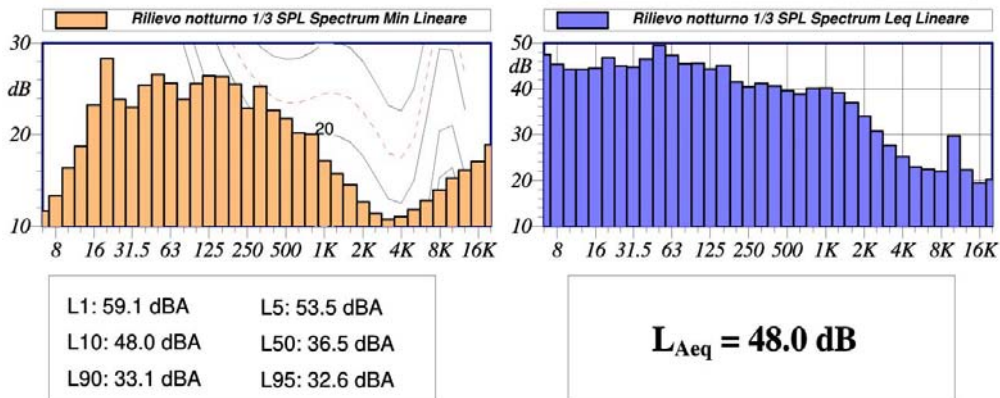 Rilievo notturno 1/3 SPL Spectrum Min Lineare
30
dB
20
20
10
8 16 31.5 63 125 250 500 1K 2K 4K 8K 16K
Rilievo notturno 1/3 SPL Spectrum Leq Lineare
50
dB
40
30
20
10
8 16 31.5 63 125 250 500 1K 2K 4K 8K 16K
L1: 59.1 dBA L5: 53.5 dBA
L10: 48.0 dBA L50: 36.5 dBA
L90: 33.1 dBA L95: 32.6 dBA
LAeq = 48.0 dB